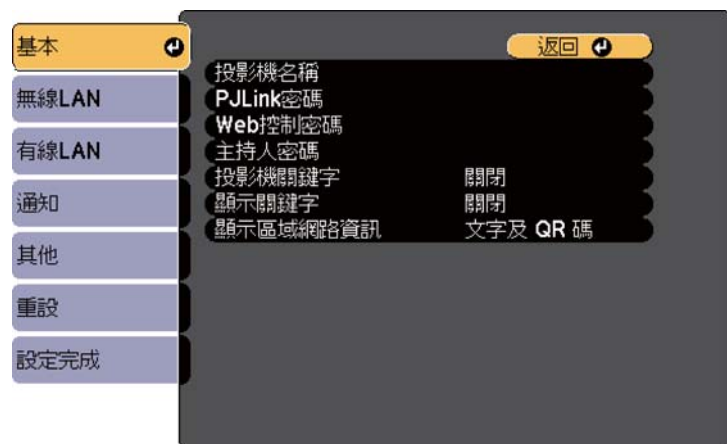 基本
無線LAN
有線LAN
通知
其他
重設
設定完成
返回
投影機名稱
PJLink密碼
Web控制密碼
主持人密碼
投影機關鍵字 關閉
顯示關鍵字 關閉
顯示區域網路資訊 文字及 QR 碼